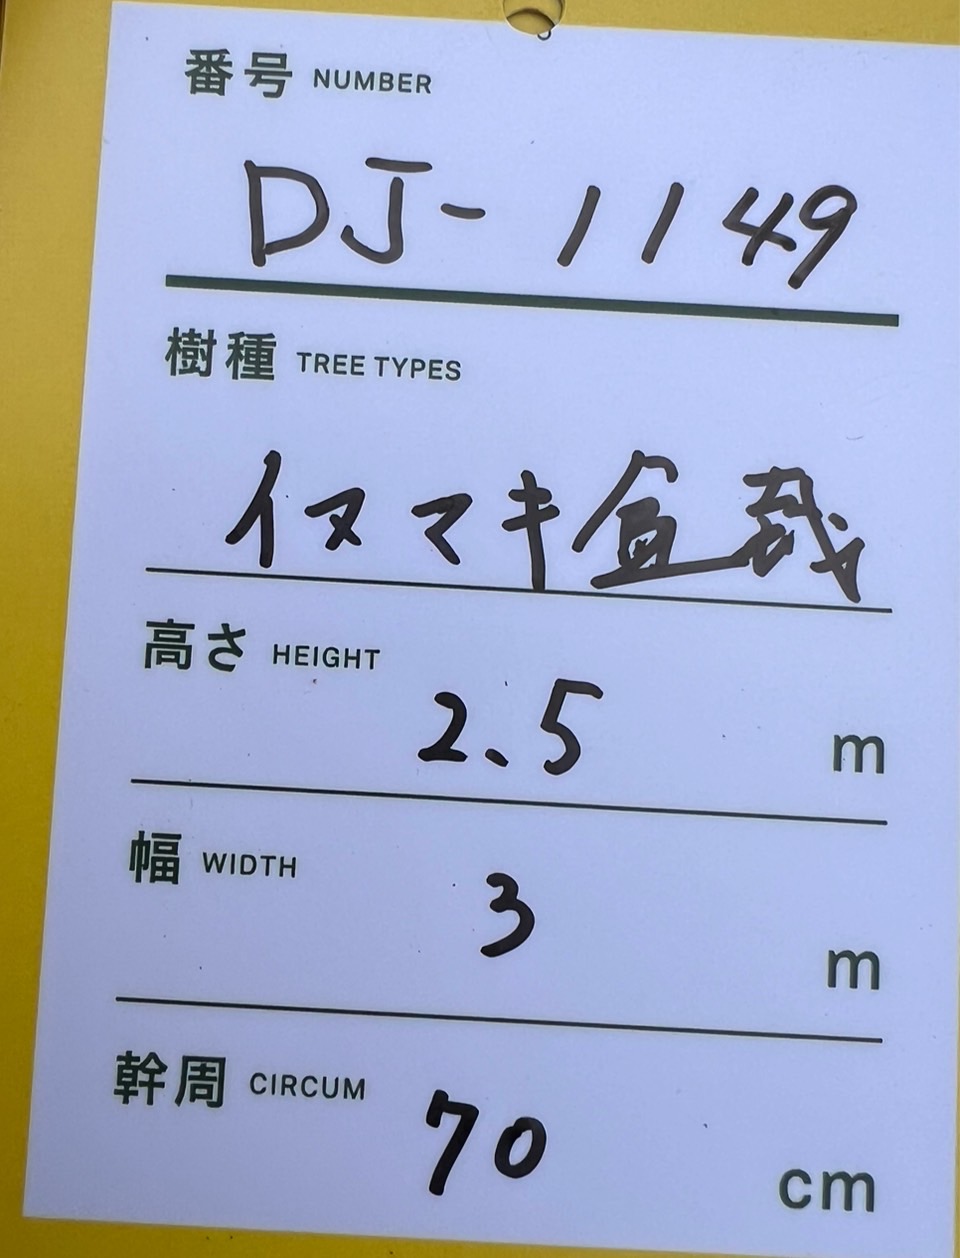 番号 NUMBER
DJ-1149
樹種 TREE TYPES
イヌマキ盆栽
高さ HEIGHT
2.5 m
幅 WIDTH
3 m
幹周 CIRCUM
70 cm